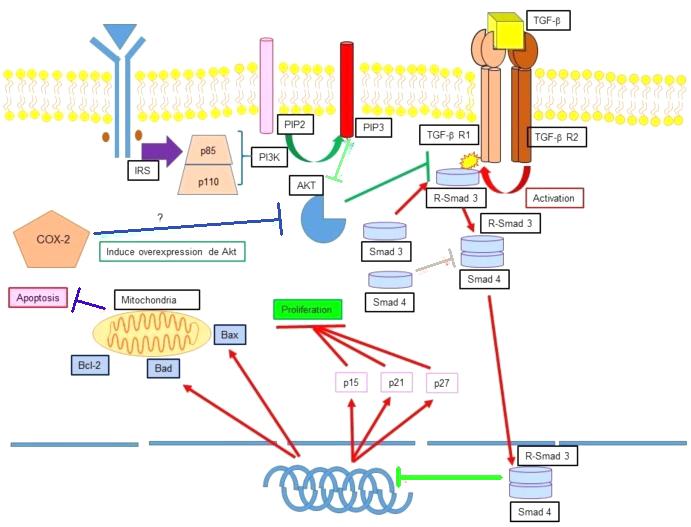 TGF-β
PIP2
PIP3
TGF-β R1
TGF-β R2
p85
IRS
PI3K
p110
AKT
R-Smad 3
Activation
?
COX-2
Induce overexpression de Akt
Smad 3
R-Smad 3
Smad 4
Smad 4
Apoptosis
Mitochondria
Proliferation
Bax
Bcl-2
Bad
p15
p21
p27
R-Smad 3
Smad 4